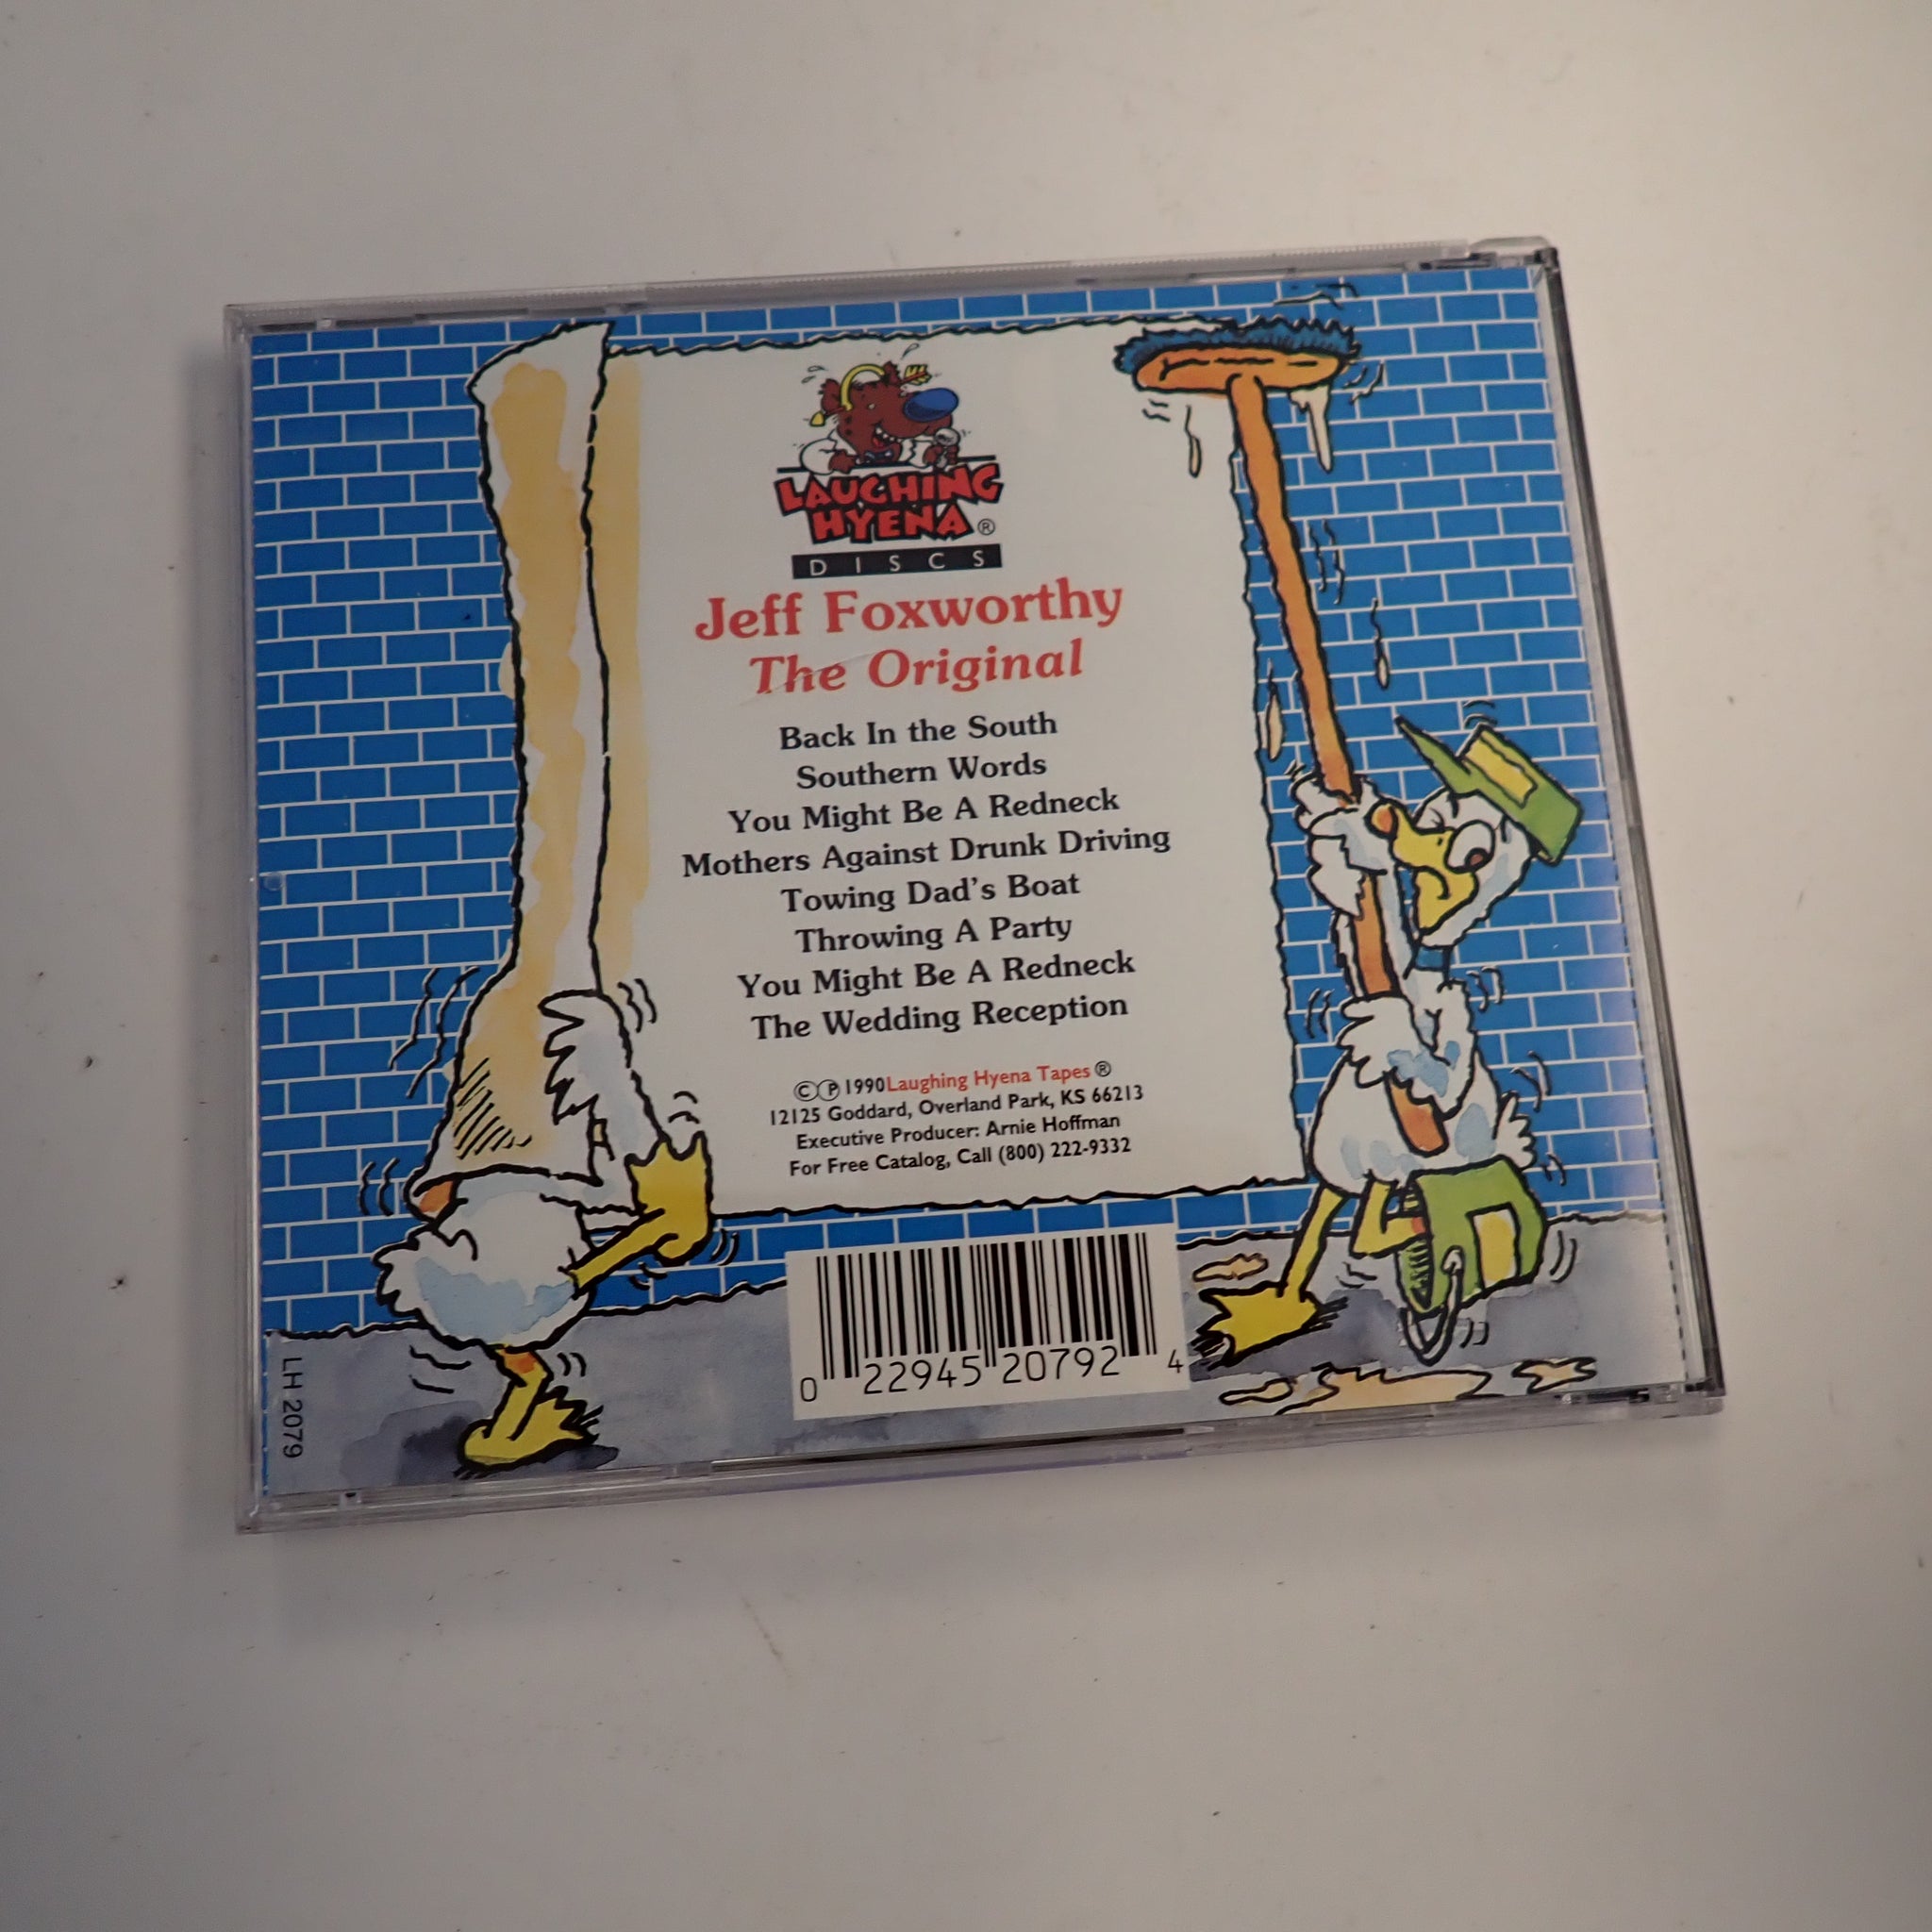 LAUGHING
HYENA®
DISCS
Jeff Foxworthy
The Original
Back In the South
Southern Words
You Might Be A Redneck
Mothers Against Drunk Driving
Towing Dad's Boat
Throwing A Party
You Might Be A Redneck
The Wedding Reception
©℗1990 Laughing Hyena Tapes®
12125 Goddard, Overland Park, KS 66213
Executive Producer: Arnie Hoffman
For Free Catalog, Call (800) 222-9332
0 22945 20792 4
LH 2079